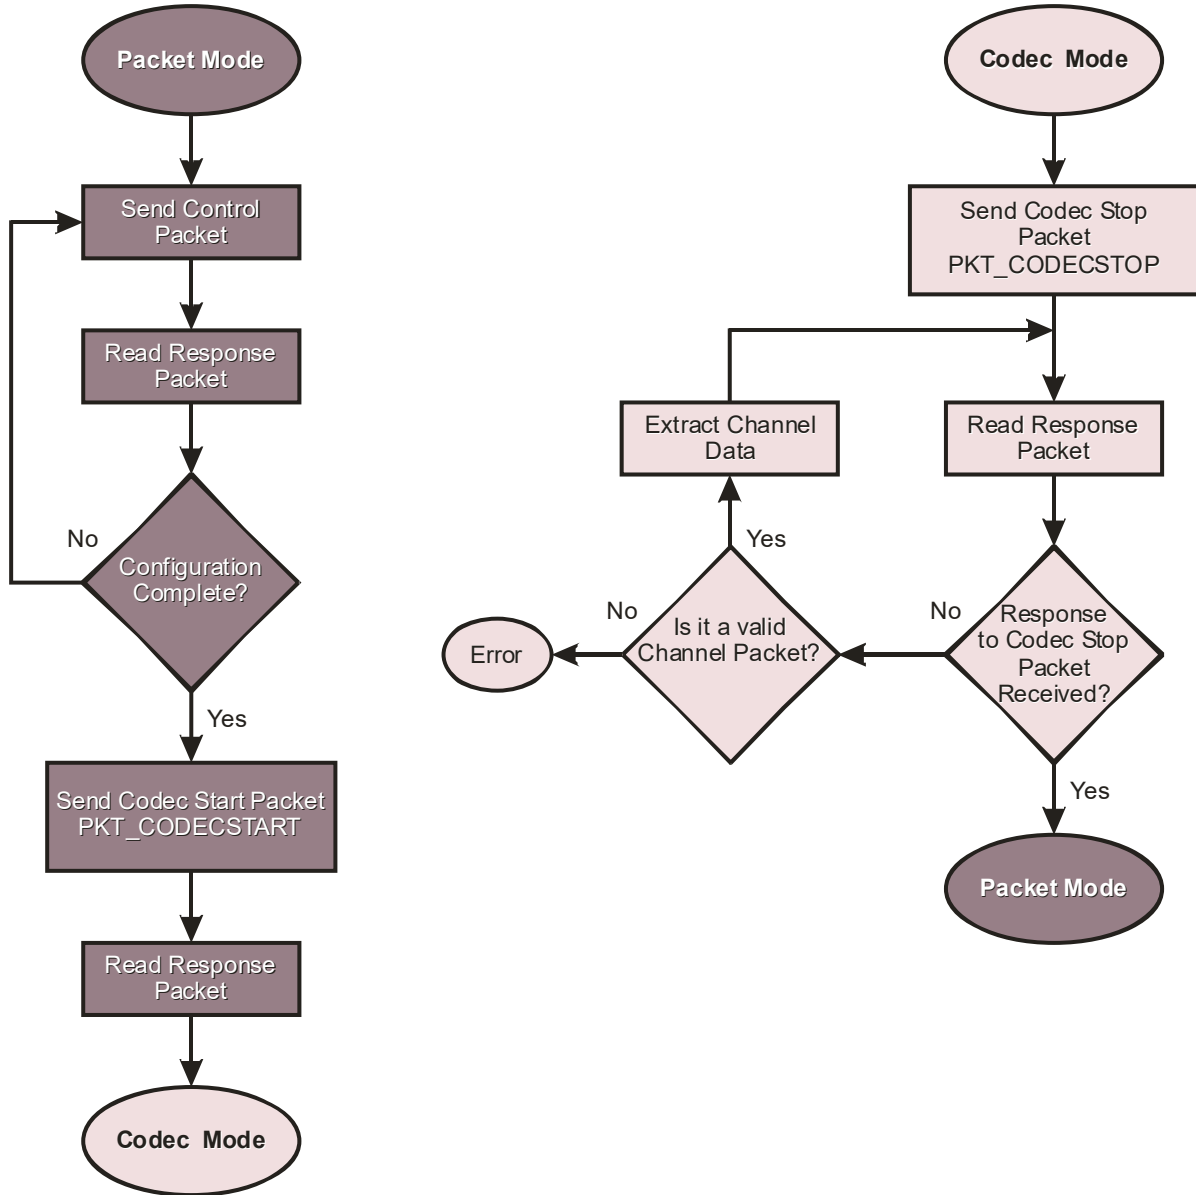 Packet Mode
Send Control
Packet
Read Response
Packet
No
Configuration
Complete?
Yes
Send Codec Start Packet
PKT_CODECSTART
Read Response
Packet
Codec Mode
Codec Mode
Send Codec Stop
Packet
PKT_CODECSTOP
Extract Channel
Data
Read Response
Packet
Yes
No
Is it a valid
Channel Packet?
Error
No
Response
to Codec Stop
Packet
Received?
Yes
Packet Mode